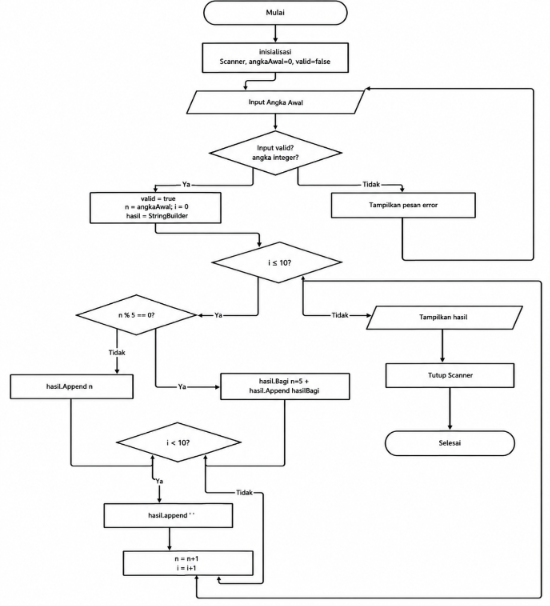 Mulai
inisialisasi
Scanner, angkaAwal=0, valid=false
Input Angka Awal
Input valid?
angka integer?
Ya
Tidak
valid = true
n = angkaAwal; i = 0
hasil = StringBuilder
Tampilkan pesan error
i ≤ 10?
n % 5 == 0?
Ya
Tidak
Tampilkan hasil
Tidak
Ya
hasil.Append n
hasil.Bagi n=5 +
hasil.Append hasilBagi
Tutup Scanner
i < 10?
Selesai
Ya
Tidak
hasil.append ' '
n = n+1
i = i+1